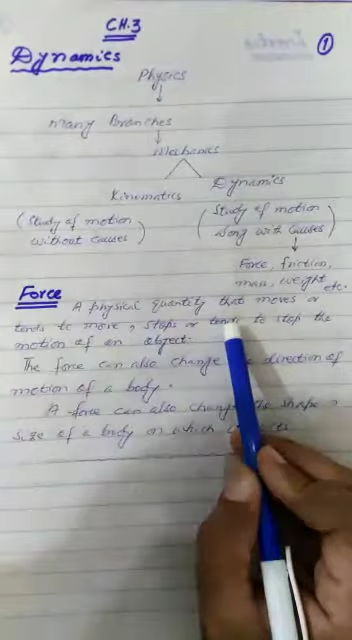 CH.3
①
Dynamics
Physics
↓
many Branches
↓
Mechanics
Kinematics Dynamics
(Study of motion without causes) (Study of motion along with causes)
↓
Force, friction,
mass, weight etc.
Force A physical quantity that moves or
tends to move, stops or tends to stop the
motion of an object.
The force can also change the direction of
motion of a body.
A force can also change the shape,
size of a body on which it acts